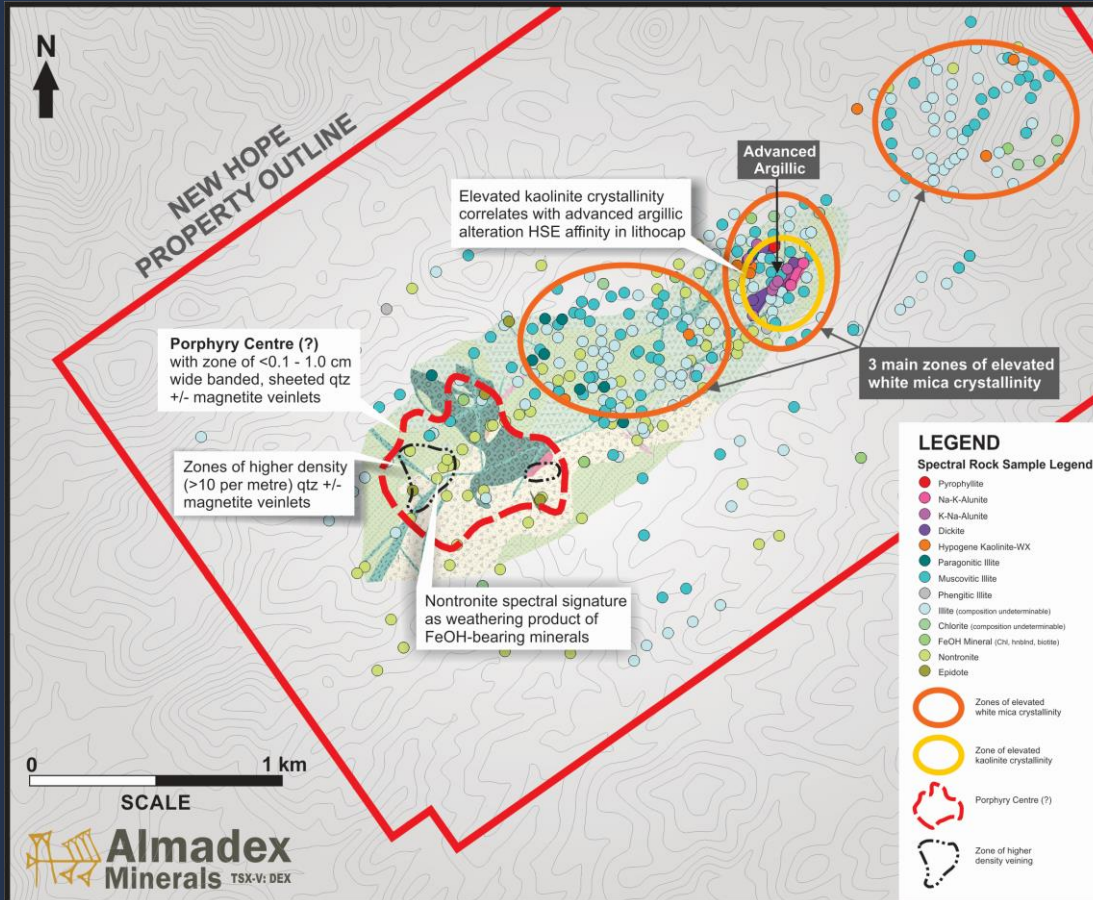 N
NEW HOPE
PROPERTY OUTLINE
Advanced
Argillic
Elevated kaolinite crystallinity
correlates with advanced argillic
alteration HSE affinity in lithocap
Porphyry Centre (?)
with zone of <0.1 - 1.0 cm
wide banded, sheeted qtz
+/- magnetite veinlets
3 main zones of elevated
white mica crystallinity
Zones of higher density
(>10 per metre) qtz +/-
magnetite veinlets
Nontronite spectral signature
as weathering product of
FeOH-bearing minerals
LEGEND
Spectral Rock Sample Legend
Pyrophyllite
Na-K-Alunite
K-Na-Alunite
Dickite
Hypogene Kaolinite-WX
Paragonitic Illite
Muscovitic Illite
Phengitic Illite
Illite (composition undeterminable)
Chlorite (composition undeterminable)
FeOH Mineral (Chl, hnblnd, biotite)
Nontronite
Epidote
Zones of elevated
white mica crystallinity
Zone of elevated
kaolinite crystallinity
Porphyry Centre (?)
Zone of higher
density veining
0 1 km
SCALE
Almadex
Minerals TSX-V: DEX